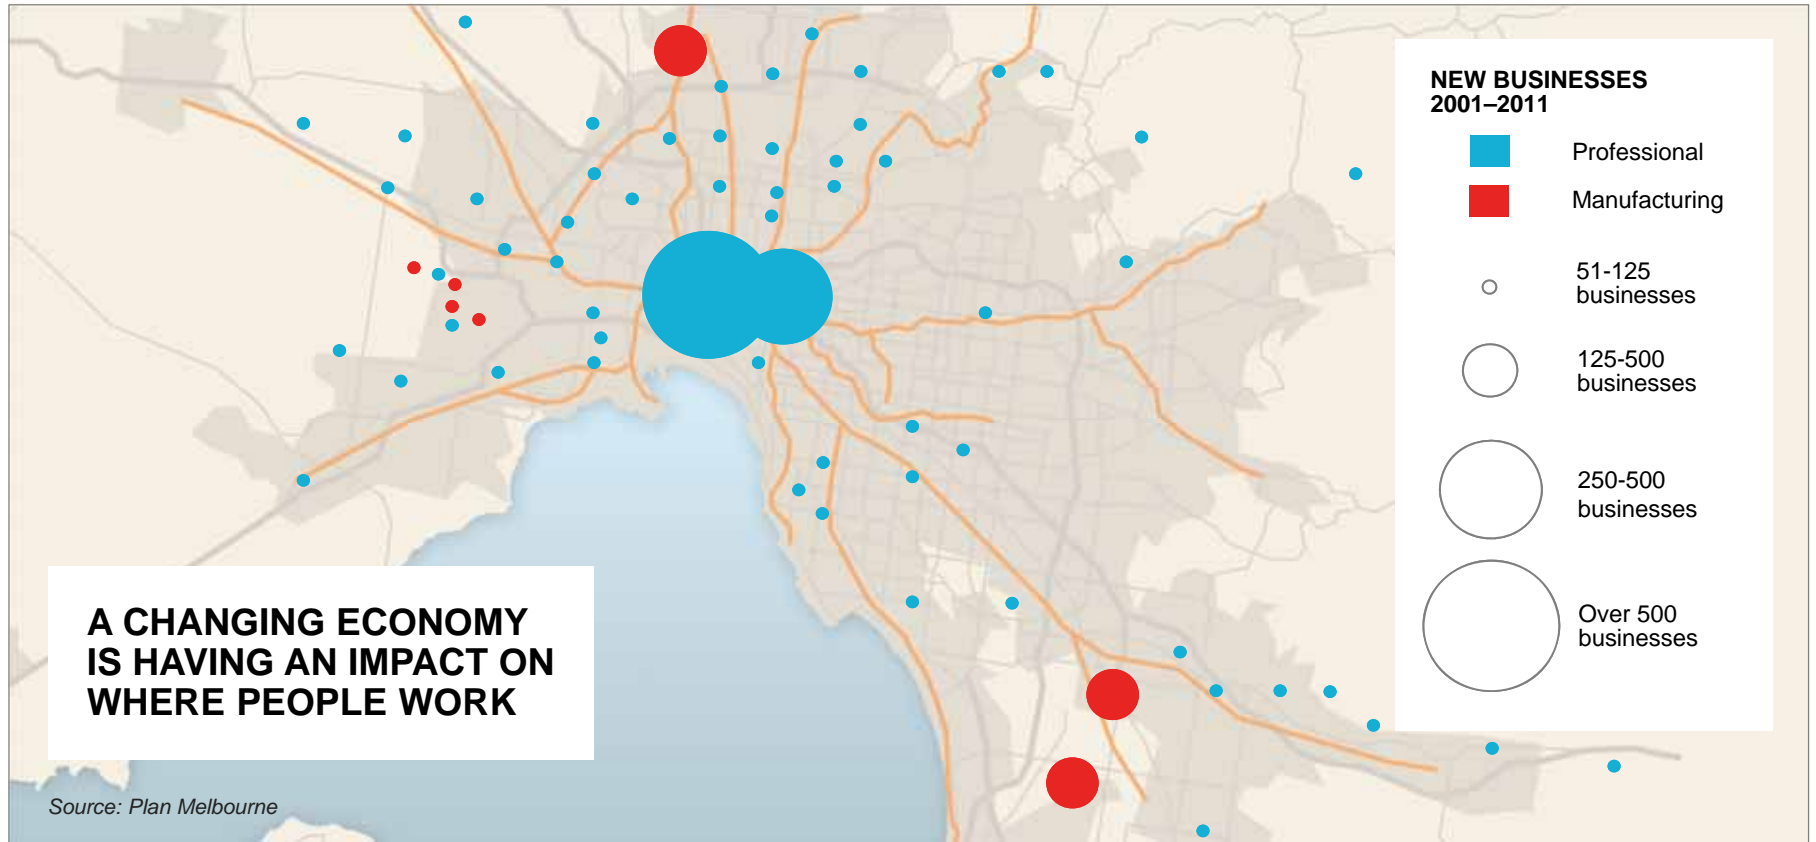 NEW BUSINESSES
2001–2011
Professional
Manufacturing
51-125
businesses
125-500
businesses
250-500
businesses
Over 500
businesses
A CHANGING ECONOMY
IS HAVING AN IMPACT ON
WHERE PEOPLE WORK
Source: Plan Melbourne